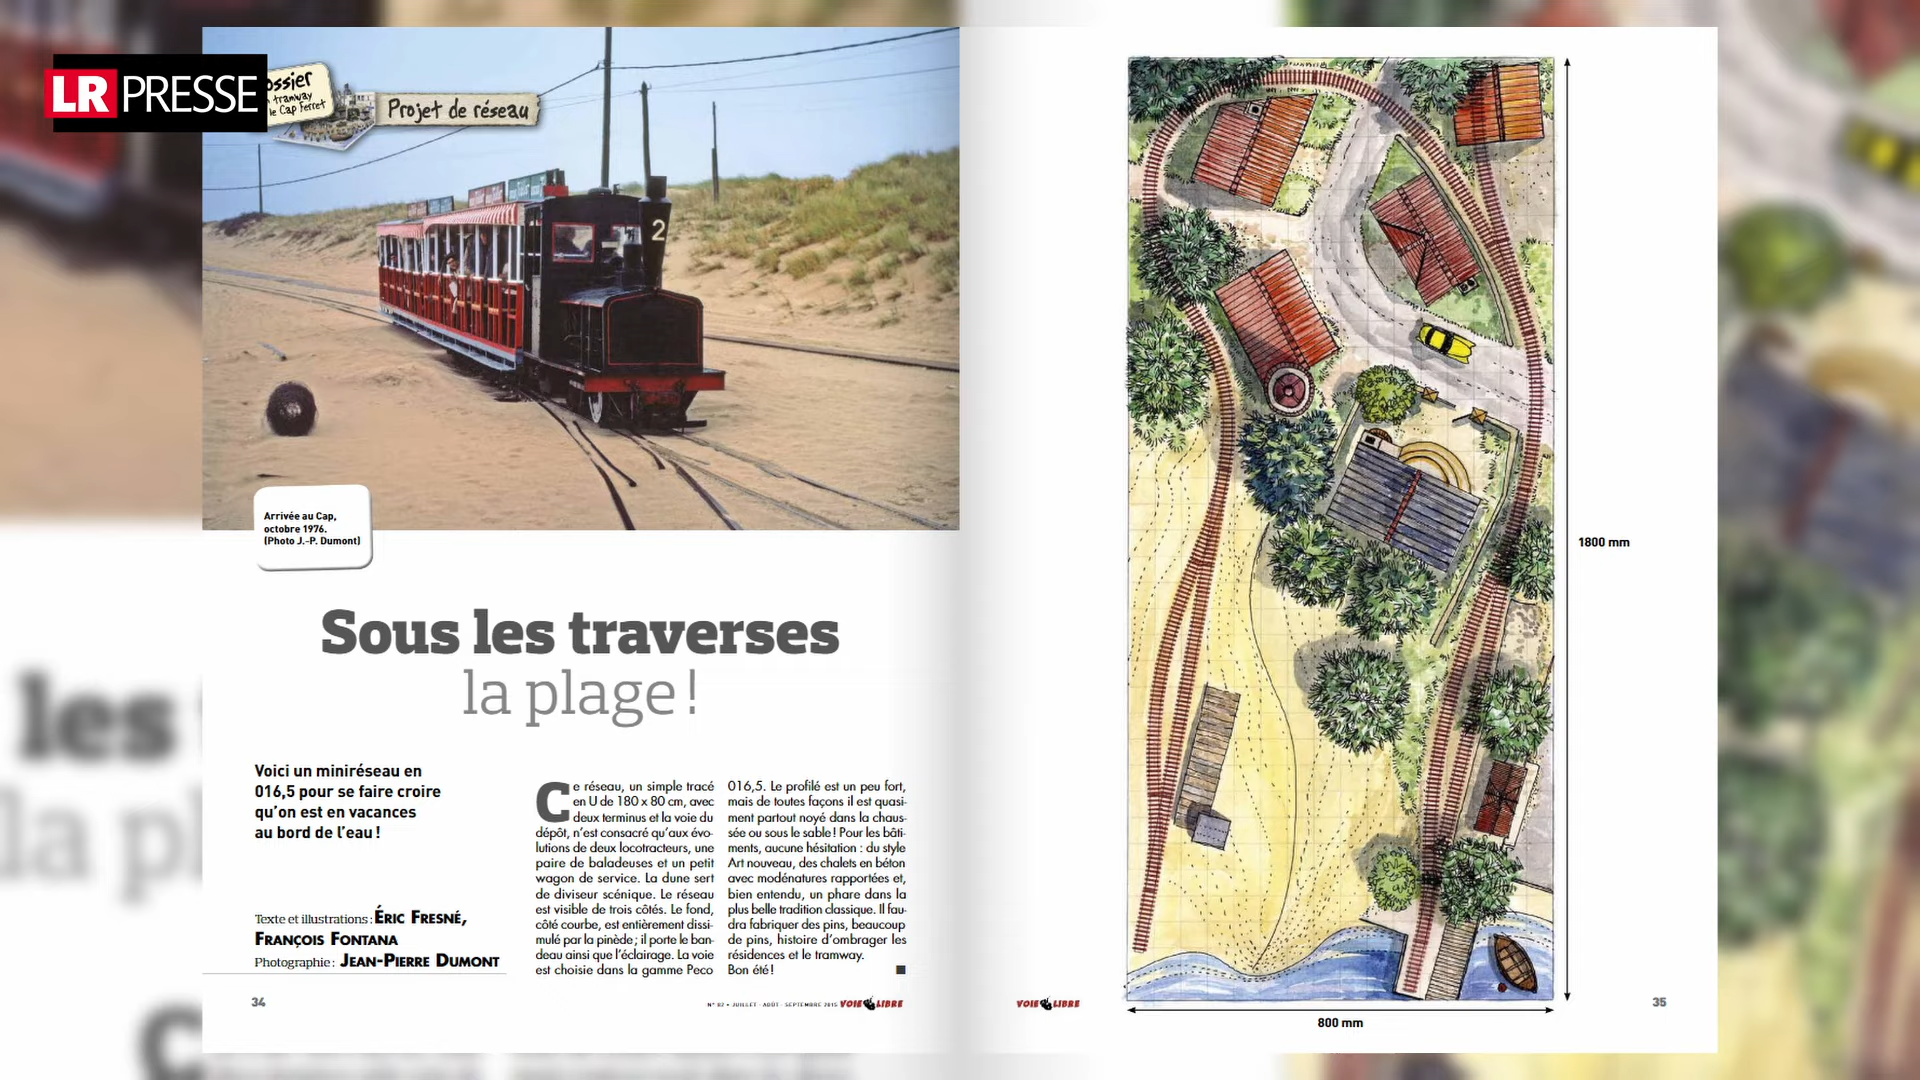 LR PRESSE
ossier
tramway
le Cap Ferret
Projet de réseau
2
Arrivée au Cap,
octobre 1976.
(Photo J.-P. Dumont)
Sous les traverses
la plage !
Voici un miniréseau en
016,5 pour se faire croire
qu'on est en vacances
au bord de l'eau !
Texte et illustrations : Éric Fresné,
François Fontana
Photographie : Jean-Pierre Dumont
Ce réseau, un simple tracé
en U de 180 x 80 cm, avec
deux terminus et la voie du
dépôt, n'est consacré qu'aux évo-
lutions de deux locotracteurs, une
paire de baladeuses et un petit
wagon de service. La dune sert
de diviseur scénique. Le réseau
est visible de trois côtés. Le fond,
côté courbe, est entièrement dissi-
mulé par la pinède ; il porte le ban-
deau ainsi que l'éclairage. La voie
est choisie dans la gamme Peco
016,5. Le profilé est un peu fort,
mais de toutes façons il est quasi-
ment partout noyé dans la chaus-
sée ou sous le sable ! Pour les bâti-
ments, aucune hésitation : du style
Art nouveau, des chalets en béton
avec modénatures rapportées et,
bien entendu, un phare dans la
plus belle tradition classique. Il fau-
dra fabriquer des pins, beaucoup
de pins, histoire d'ombrager les
résidences et le tramway.
Bon été !
34
N° 82 • JUILLET - AOÛT - SEPTEMBRE 2015 VOIE LIBRE
1800 mm
800 mm
VOIE LIBRE
35
les
la pl
C